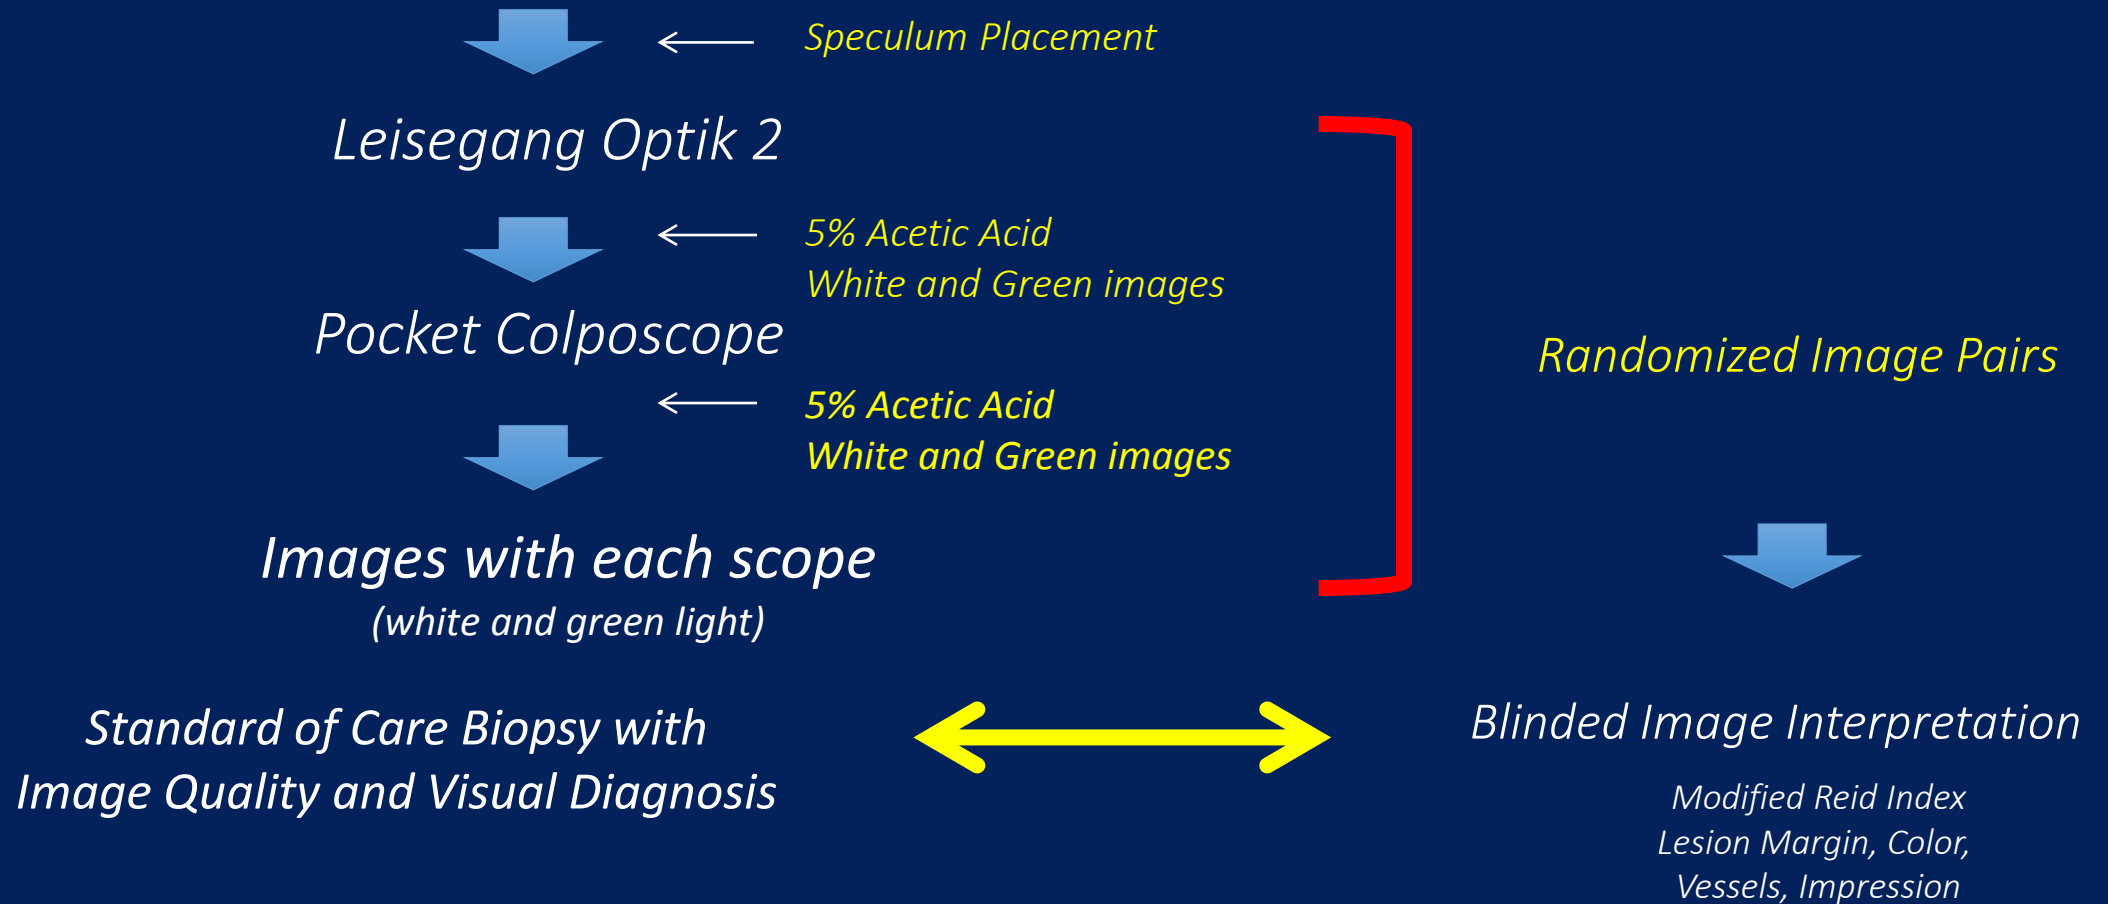 Speculum Placement
Leisegang Optik 2
5% Acetic Acid
White and Green images
Pocket Colposcope
5% Acetic Acid
White and Green images
Images with each scope
(white and green light)
Standard of Care Biopsy with
Image Quality and Visual Diagnosis
Randomized Image Pairs
Blinded Image Interpretation
Modified Reid Index
Lesion Margin, Color,
Vessels, Impression